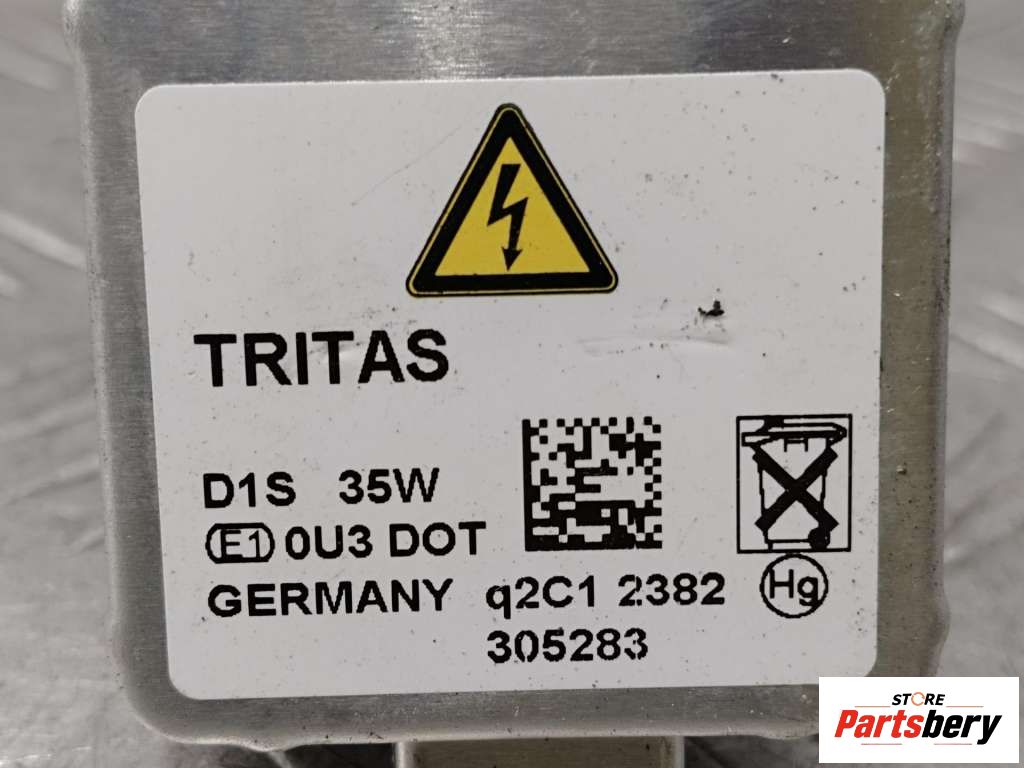 TRITAS
D1S 35W
E1 0U3 DOT
GERMANY q2C1 2382
305283
Hg
STORE
Partsbery